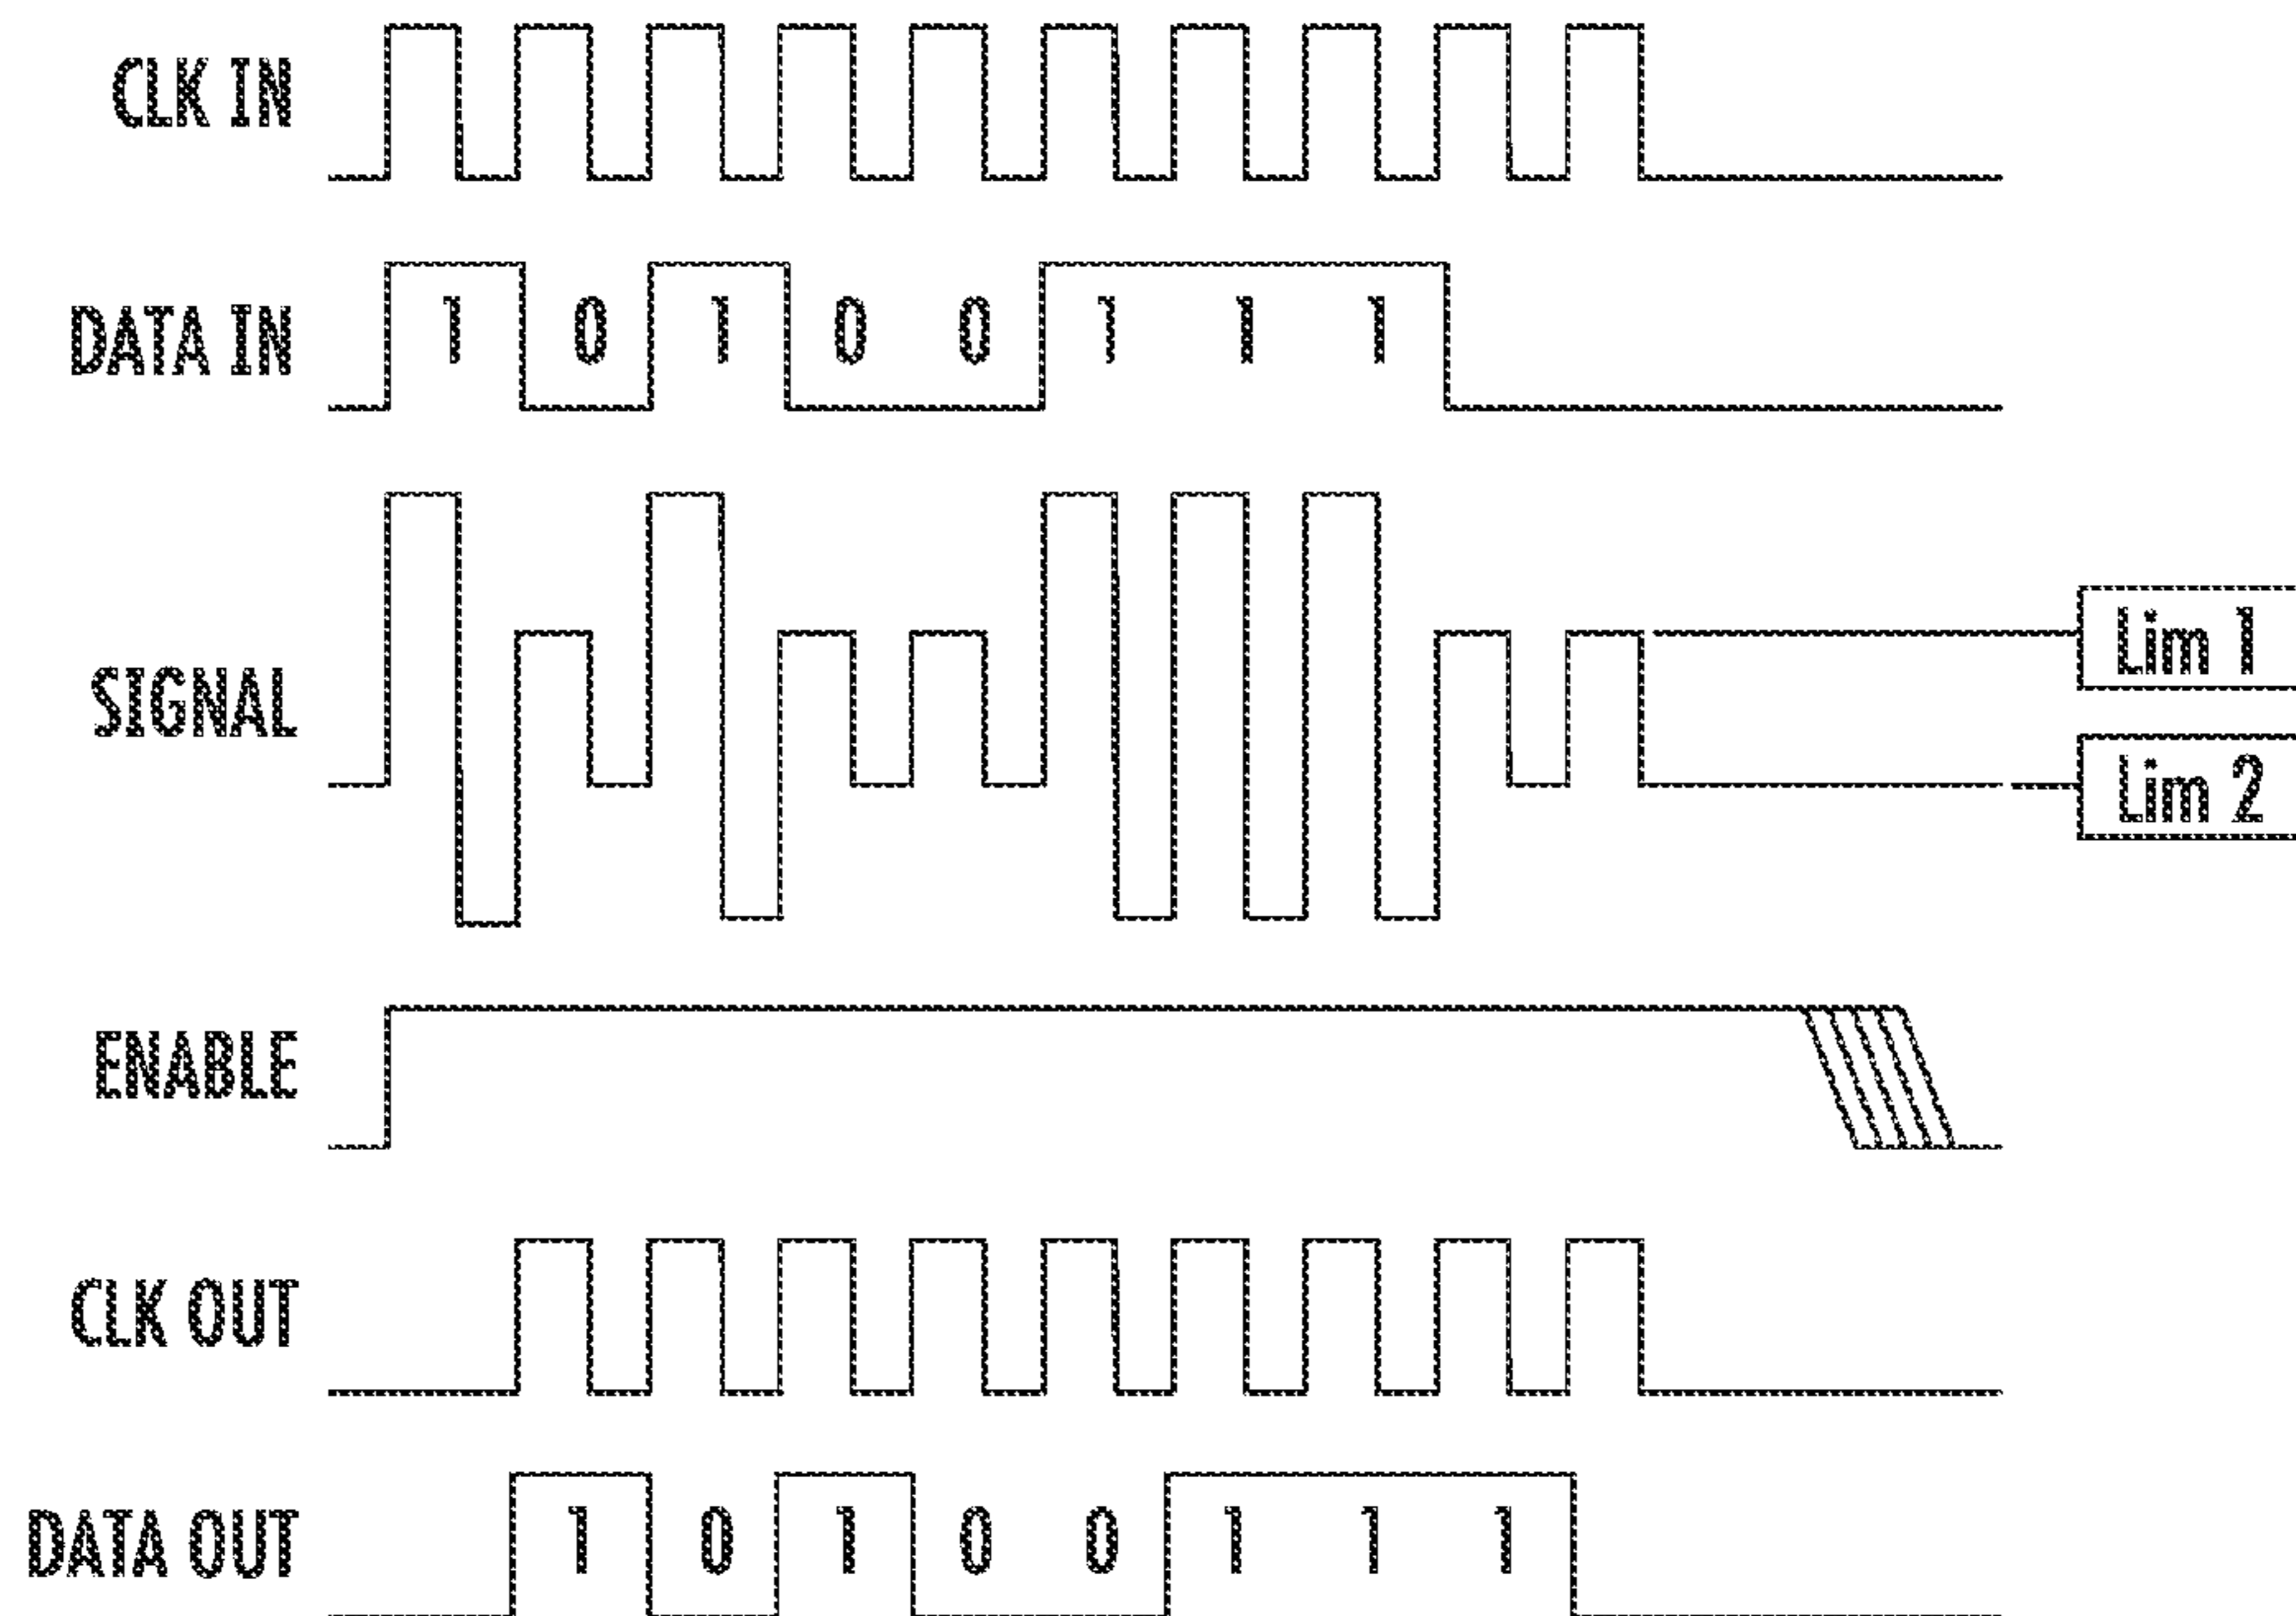 CLK IN
DATA IN 1 0 1 0 0 1 1 1
SIGNAL
Lim 1
Lim 2
ENABLE
CLK OUT
DATA OUT 1 0 1 0 0 1 1 1